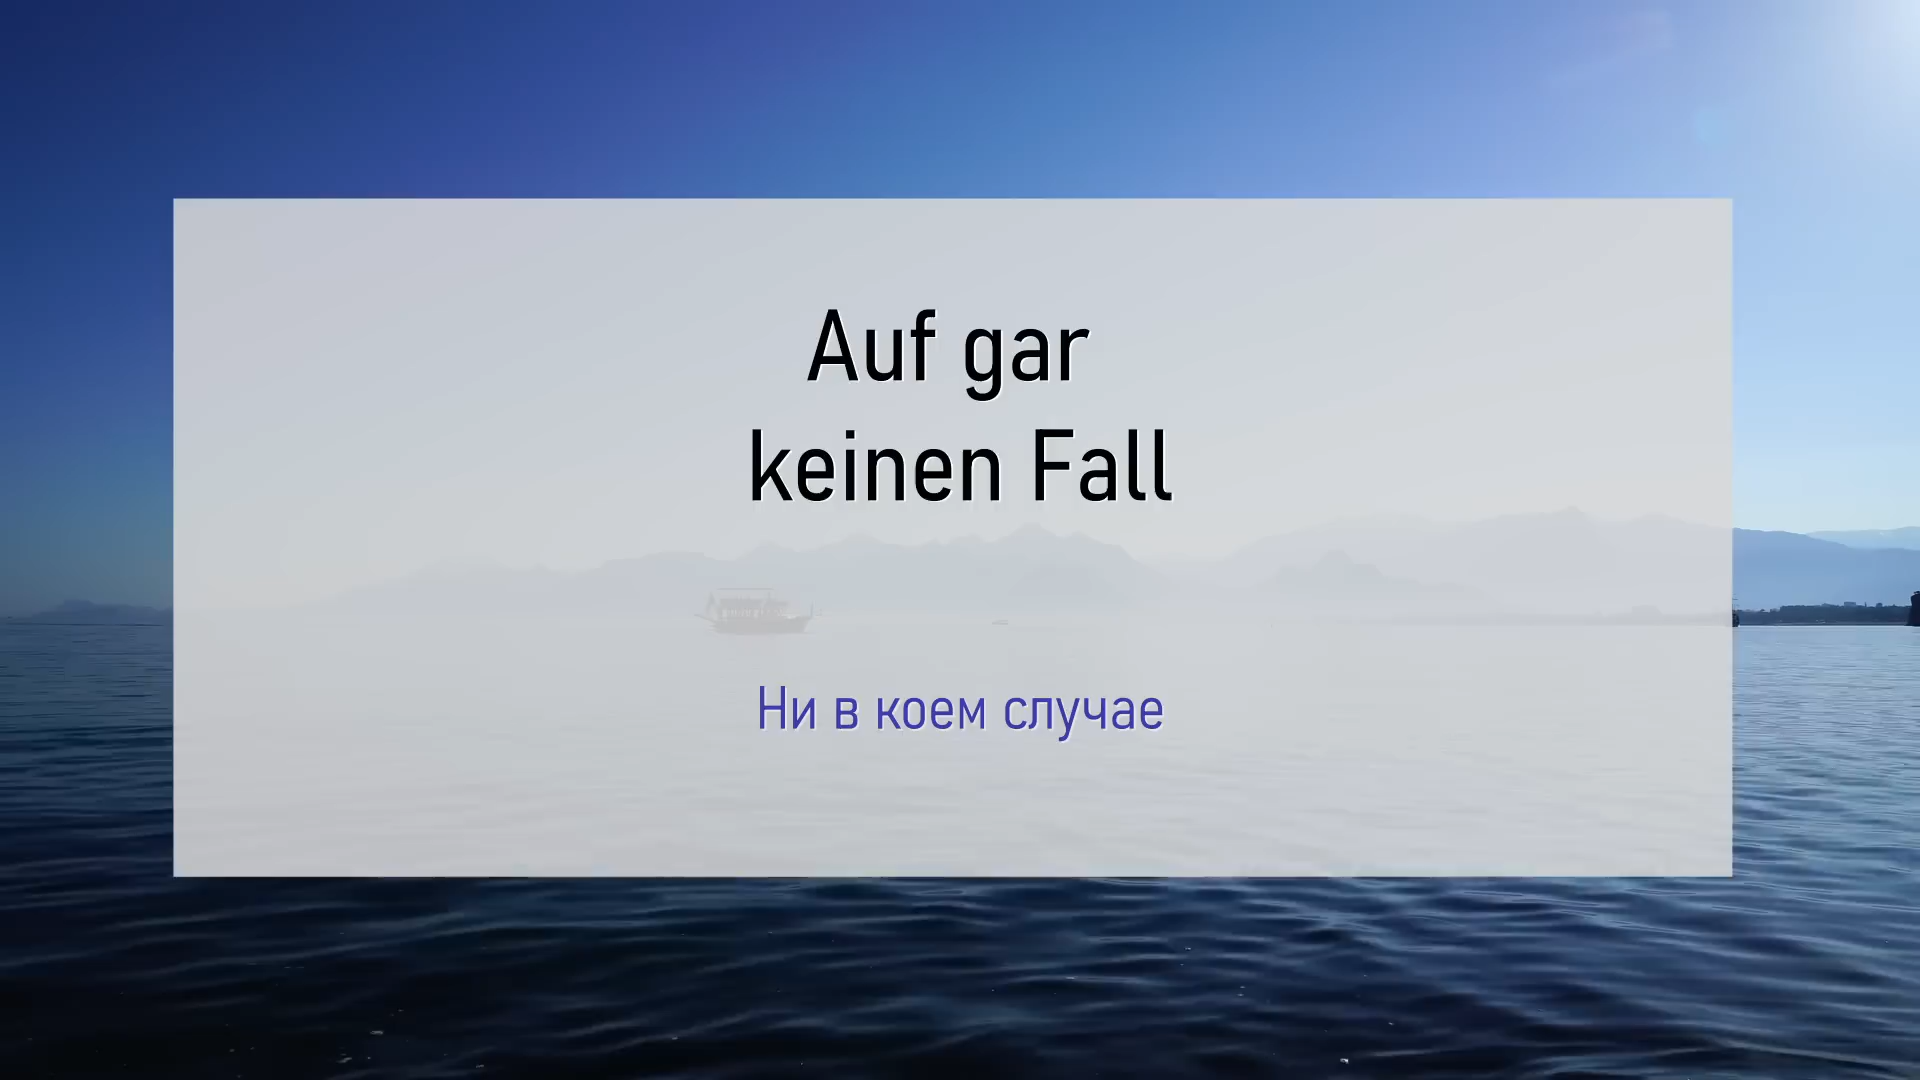 Auf gar
keinen Fall
Ни в коем случае